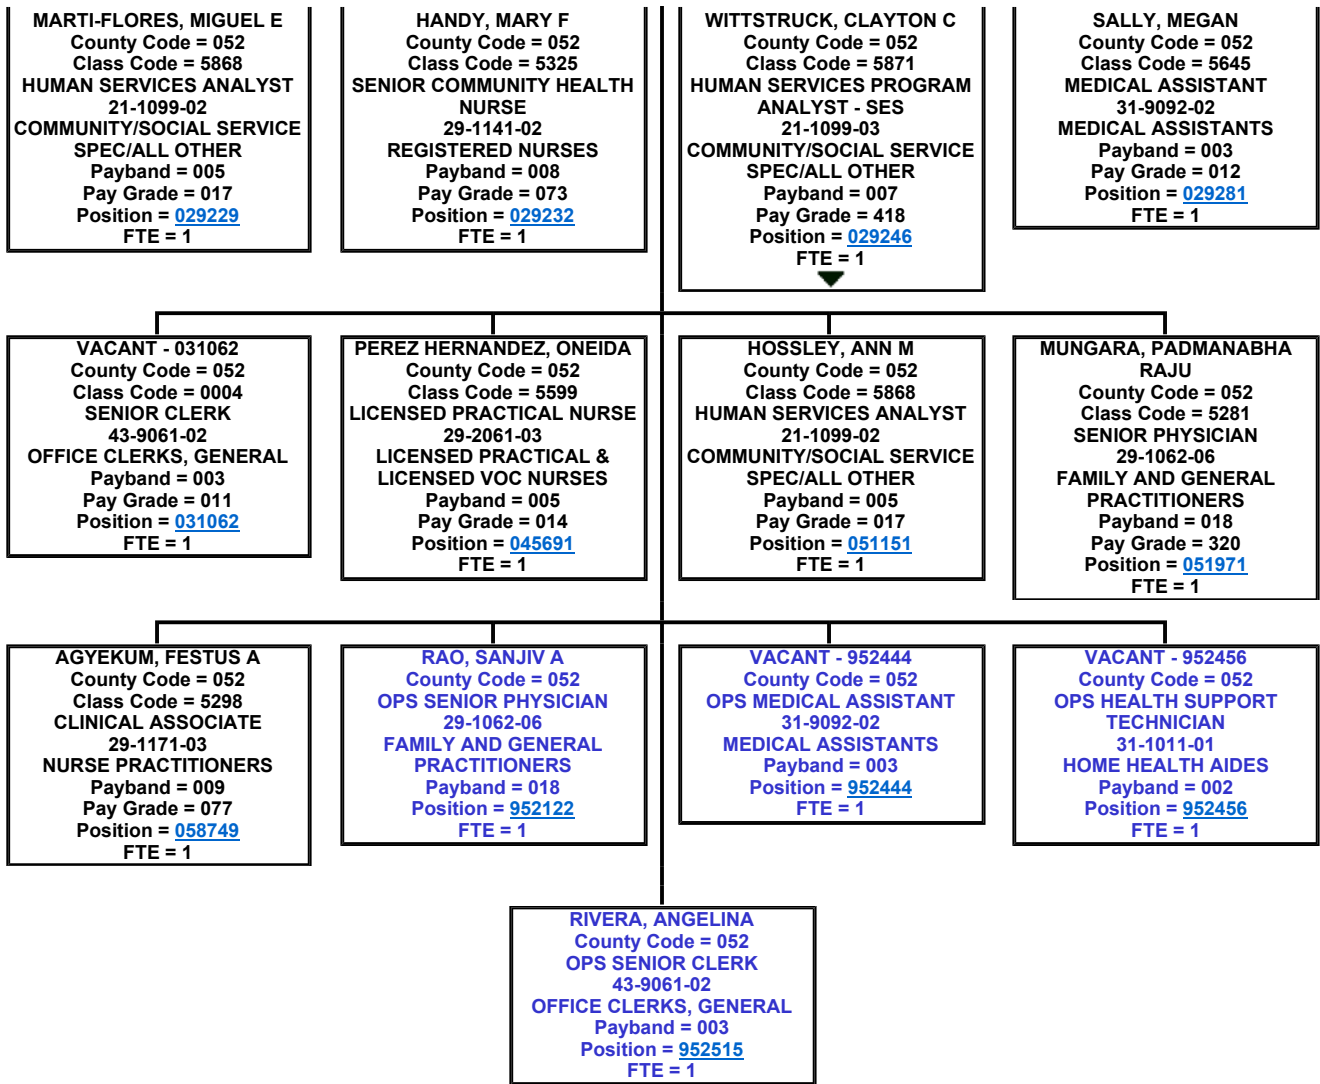 MARTI-FLORES, MIGUEL E
County Code = 052
Class Code = 5868
HUMAN SERVICES ANALYST
21-1099-02
COMMUNITY/SOCIAL SERVICE
SPEC/ALL OTHER
Payband = 005
Pay Grade = 017
Position = 029229
FTE = 1
HANDY, MARY F
County Code = 052
Class Code = 5325
SENIOR COMMUNITY HEALTH
NURSE
29-1141-02
REGISTERED NURSES
Payband = 008
Pay Grade = 073
Position = 029232
FTE = 1
WITTSTRUCK, CLAYTON C
County Code = 052
Class Code = 5871
HUMAN SERVICES PROGRAM
ANALYST - SES
21-1099-03
COMMUNITY/SOCIAL SERVICE
SPEC/ALL OTHER
Payband = 007
Pay Grade = 418
Position = 029246
FTE = 1
SALLY, MEGAN
County Code = 052
Class Code = 5645
MEDICAL ASSISTANT
31-9092-02
MEDICAL ASSISTANTS
Payband = 003
Pay Grade = 012
Position = 029281
FTE = 1
VACANT - 031062
County Code = 052
Class Code = 0004
SENIOR CLERK
43-9061-02
OFFICE CLERKS, GENERAL
Payband = 003
Pay Grade = 011
Position = 031062
FTE = 1
PEREZ HERNANDEZ, ONEIDA
County Code = 052
Class Code = 5599
LICENSED PRACTICAL NURSE
29-2061-03
LICENSED PRACTICAL &
LICENSED VOC NURSES
Payband = 005
Pay Grade = 014
Position = 045691
FTE = 1
HOSSLEY, ANN M
County Code = 052
Class Code = 5868
HUMAN SERVICES ANALYST
21-1099-02
COMMUNITY/SOCIAL SERVICE
SPEC/ALL OTHER
Payband = 005
Pay Grade = 017
Position = 051151
FTE = 1
MUNGARA, PADMANABHA
RAJU
County Code = 052
Class Code = 5281
SENIOR PHYSICIAN
29-1062-06
FAMILY AND GENERAL
PRACTITIONERS
Payband = 018
Pay Grade = 320
Position = 051971
FTE = 1
AGYEKUM, FESTUS A
County Code = 052
Class Code = 5298
CLINICAL ASSOCIATE
29-1171-03
NURSE PRACTITIONERS
Payband = 009
Pay Grade = 077
Position = 058749
FTE = 1
RAO, SANJIV A
County Code = 052
OPS SENIOR PHYSICIAN
29-1062-06
FAMILY AND GENERAL
PRACTITIONERS
Payband = 018
Position = 952122
FTE = 1
VACANT - 952444
County Code = 052
OPS MEDICAL ASSISTANT
31-9092-02
MEDICAL ASSISTANTS
Payband = 003
Position = 952444
FTE = 1
VACANT - 952456
County Code = 052
OPS HEALTH SUPPORT
TECHNICIAN
31-1011-01
HOME HEALTH AIDES
Payband = 002
Position = 952456
FTE = 1
RIVERA, ANGELINA
County Code = 052
OPS SENIOR CLERK
43-9061-02
OFFICE CLERKS, GENERAL
Payband = 003
Position = 952515
FTE = 1